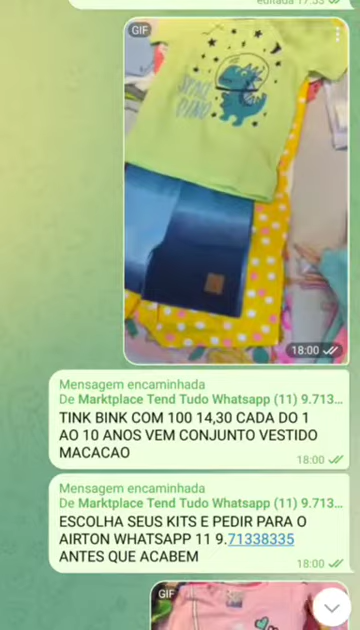 editada 17:53
GIF
SPACE
DINO
18:00
Mensagem encaminhada
De Marktplace Tend Tudo Whatsapp (11) 9.713...
TINK BINK COM 100 14,30 CADA DO 1
AO 10 ANOS VEM CONJUNTO VESTIDO
MACACAO
18:00
Mensagem encaminhada
De Marktplace Tend Tudo Whatsapp (11) 9.713...
ESCOLHA SEUS KITS E PEDIR PARA O
AIRTON WHATSAPP 11 9.71338335
ANTES QUE ACABEM
18:00
GIF